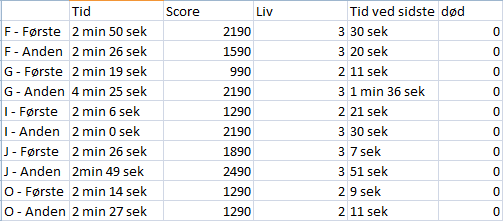 Tid Score Liv Tid ved sidste død
F - Første 2 min 50 sek 2190 3 30 sek 0
F - Anden 2 min 26 sek 1590 3 20 sek 0
G - Første 2 min 19 sek 990 2 11 sek 0
G - Anden 4 min 25 sek 2190 3 1 min 36 sek 0
I - Første 2 min 6 sek 1290 2 21 sek 0
I - Anden 2 min 0 sek 2190 3 30 sek 0
J - Første 2 min 26 sek 1890 3 7 sek 0
J - Anden 2min 49 sek 2490 3 51 sek 0
O - Første 2 min 14 sek 1290 2 9 sek 0
O - Anden 2 min 27 sek 1290 2 11 sek 0